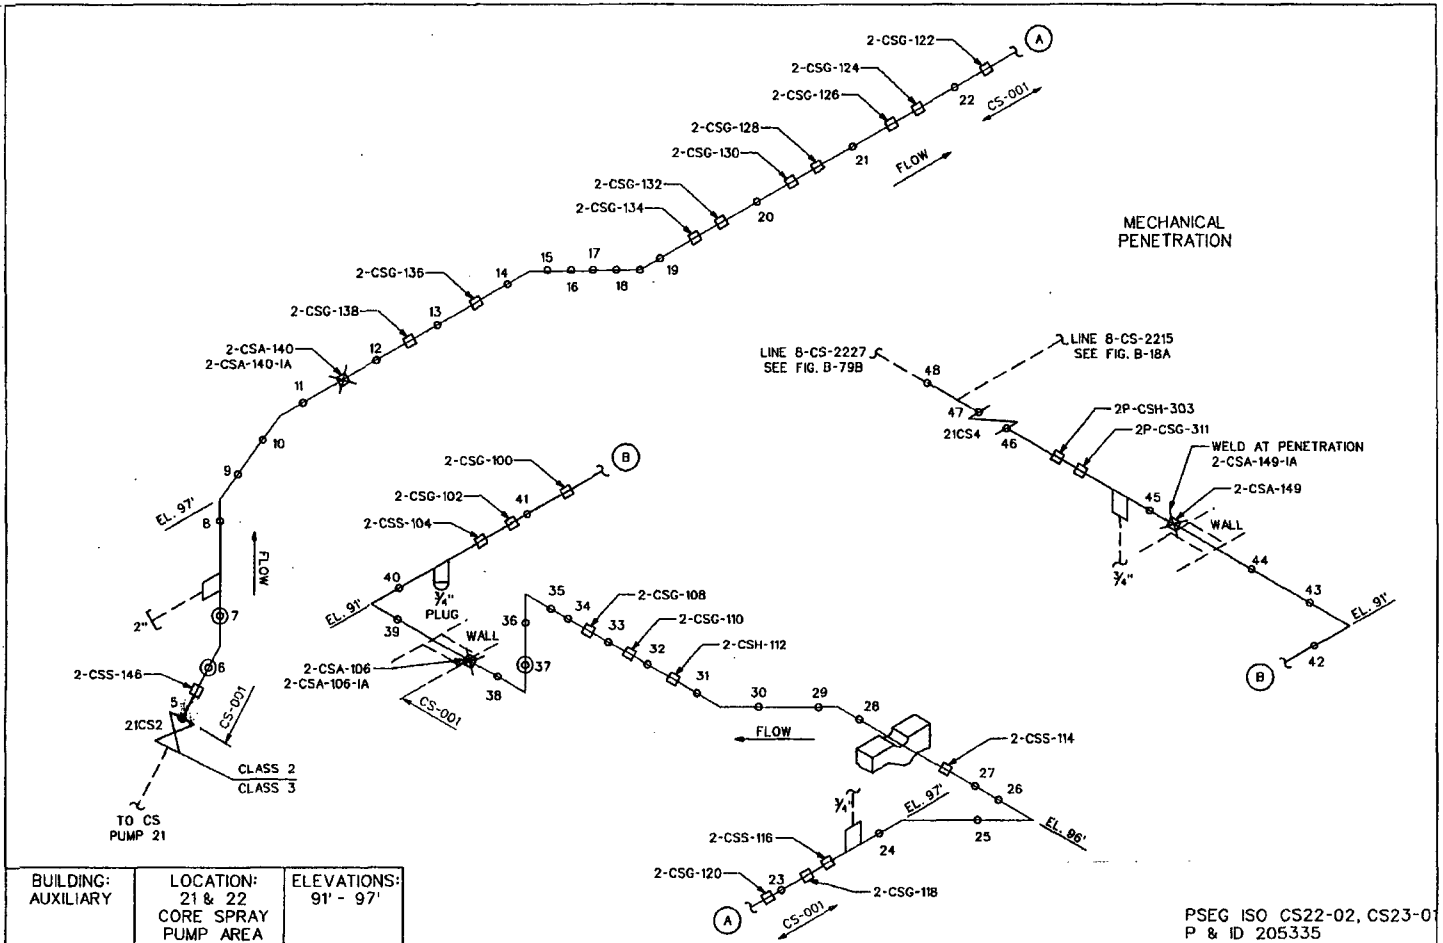 2-CSG-122
A
2-CSG-124
22
2-CSG-126
CS-001
2-CSG-128
21
FLOW
2-CSG-130
2-CSG-132
20
2-CSG-134
MECHANICAL
PENETRATION
19
15
17
16
18
14
2-CSG-136
13
2-CSG-138
2-CSA-140
2-CSA-140-IA
12
11
10
9
EL. 97'
8
FLOW
2"
7
6
2-CSS-146
5
CS-001
21CS2
CLASS 2
CLASS 3
TO CS
PUMP 21
LINE 8-CS-2227
SEE FIG. B-79B
LINE 8-CS-2215
SEE FIG. B-18A
48
47
21CS4
46
2P-CSH-303
2P-CSG-311
WELD AT PENETRATION
2-CSA-149-IA
2-CSA-149
45
WALL
3/4"
44
43
EL. 91'
42
B
B
2-CSG-100
2-CSG-102
41
2-CSS-104
40
3/4"
PLUG
EL. 91'
39
WALL
2-CSA-106
2-CSA-106-IA
CS-001
38
37
36
35
34
2-CSG-108
33
2-CSG-110
32
2-CSH-112
31
30
29
28
FLOW
2-CSS-114
27
26
EL. 97'
EL. 96'
25
3/4"
24
2-CSS-116
2-CSG-120
23
2-CSG-118
A
CS-001
BUILDING:
AUXILIARY
LOCATION:
21 & 22
CORE SPRAY
PUMP AREA
ELEVATIONS:
91' - 97'
PSEG ISO CS22-02, CS23-01
P & ID 205335